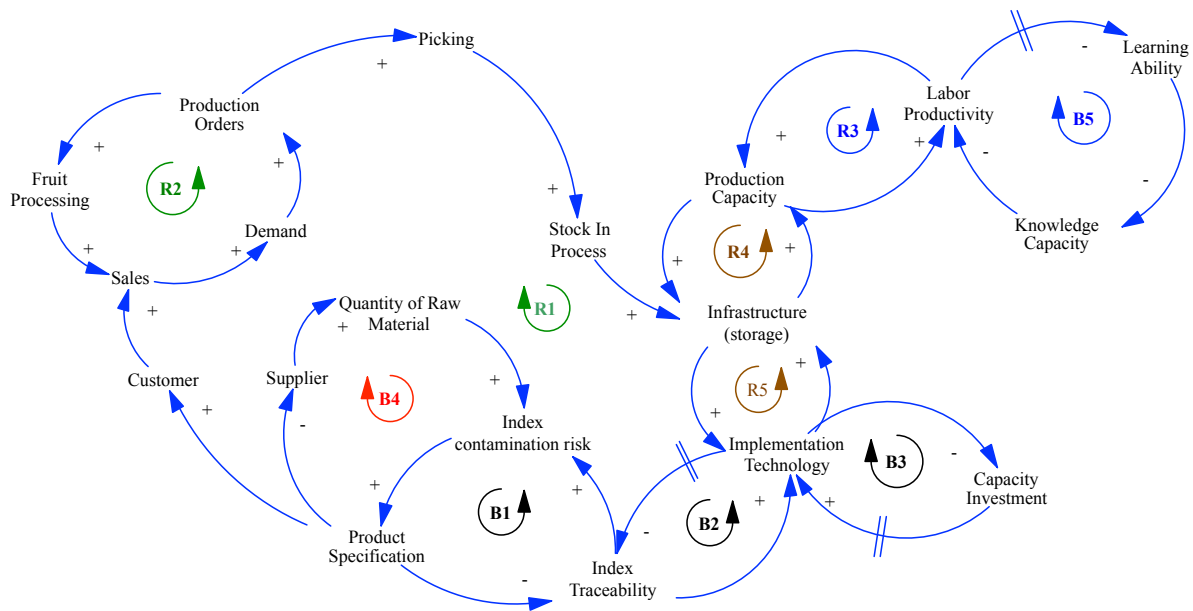 Picking
+
Production
Orders
+
R2
+
Fruit
Processing
+
Sales
+
Demand
+
Customer
+
Supplier
-
Quantity of Raw
Material
+
B4
+
R1
Stock In
Process
+
+
Index
contamination risk
+
B1
+
Product
Specification
-
Index
Traceability
-
B2
+
Implementation
Technology
+
R5
+
Infrastructure
(storage)
+
R4
+
Production
Capacity
+
R3
+
Labor
Productivity
-
B5
Learning
Ability
-
Knowledge
Capacity
-
B3
-
Capacity
Investment
+